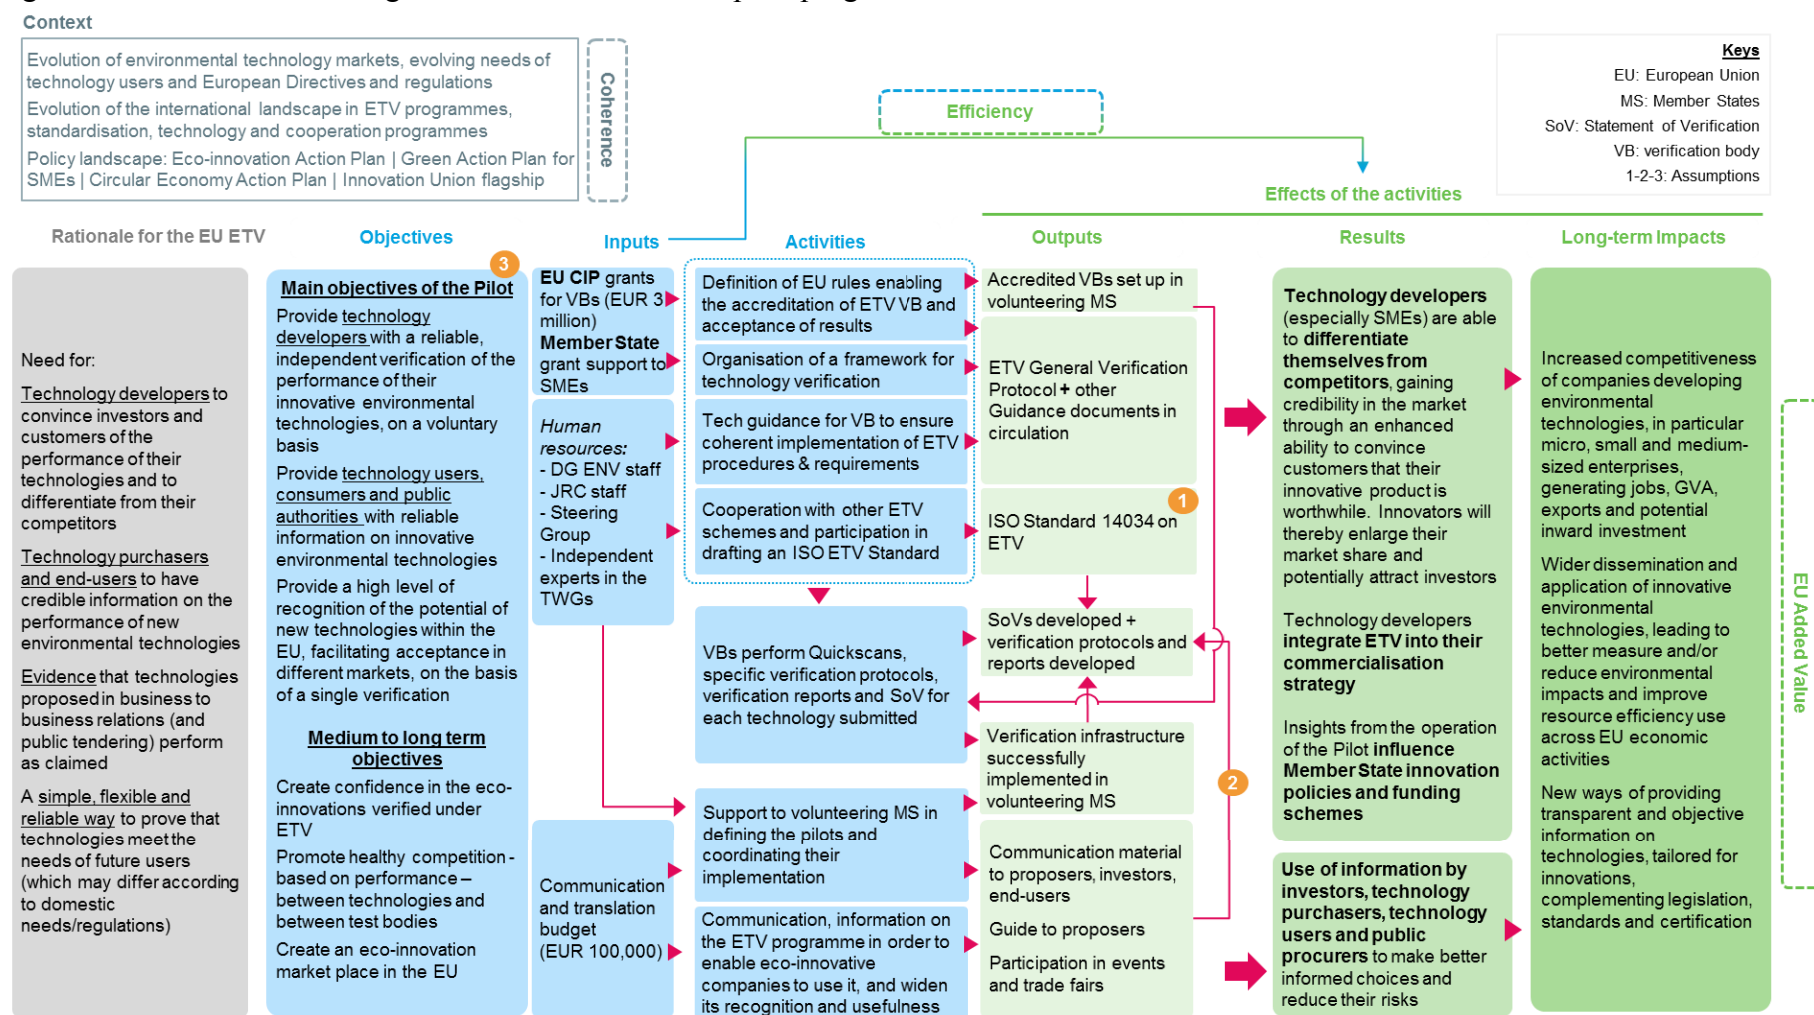 Context
Evolution of environmental technology markets, evolving needs of
technology users and European Directives and regulations
Evolution of the international landscape in ETV programmes,
standardisation, technology and cooperation programmes
Policy landscape: Eco-innovation Action Plan | Green Action Plan for
SMEs | Circular Economy Action Plan | Innovation Union flagship
Coherence
Efficiency
Keys
EU: European Union
MS: Member States
SoV: Statement of Verification
VB: verification body
1-2-3: Assumptions
Effects of the activities
Rationale for the EU ETV
Objectives
Inputs
Activities
Outputs
Results
Long-term Impacts
Need for:
Technology developers to
convince investors and
customers of the
performance of their
technologies and to
differentiate from their
competitors
Technology purchasers
and end-users to have
credible information on the
performance of new
environmental technologies
Evidence that technologies
proposed in business to
business relations (and
public tendering) perform
as claimed
A simple, flexible and
reliable way to prove that
technologies meet the
needs of future users
(which may differ according
to domestic
needs/regulations)
3
Main objectives of the Pilot
Provide technology
developers with a reliable,
independent verification of the
performance of their
innovative environmental
technologies, on a voluntary
basis
Provide technology users,
consumers and public
authorities with reliable
information on innovative
environmental technologies
Provide a high level of
recognition of the potential of
new technologies within the
EU, facilitating acceptance in
different markets, on the basis
of a single verification
Medium to long term
objectives
Create confidence in the eco-
innovations verified under
ETV
Promote healthy competition -
based on performance –
between technologies and
between test bodies
Create an eco-innovation
market place in the EU
EU CIP grants
for VBs (EUR 3
million)
Member State
grant support to
SMEs
Human
resources:
- DG ENV staff
- JRC staff
- Steering
Group
- Independent
experts in the
TWGs
Communication
and translation
budget
(EUR 100,000)
Definition of EU rules enabling
the accreditation of ETV VB and
acceptance of results
Organisation of a framework for
technology verification
Tech guidance for VB to ensure
coherent implementation of ETV
procedures & requirements
Cooperation with other ETV
schemes and participation in
drafting an ISO ETV Standard
VBs perform Quickscans,
specific verification protocols,
verification reports and SoV for
each technology submitted
Support to volunteering MS in
defining the pilots and
coordinating their
implementation
Communication, information on
the ETV programme in order to
enable eco-innovative
companies to use it, and widen
its recognition and usefulness
Accredited VBs set up in
volunteering MS
ETV General Verification
Protocol + other
Guidance documents in
circulation
1
ISO Standard 14034 on
ETV
SoVs developed +
verification protocols and
reports developed
Verification infrastructure
successfully
implemented in
volunteering MS
2
Communication material
to proposers, investors,
end-users
Guide to proposers
Participation in events
and trade fairs
Technology developers
(especially SMEs) are able
to differentiate
themselves from
competitors, gaining
credibility in the market
through an enhanced
ability to convince
customers that their
innovative product is
worthwhile. Innovators will
thereby enlarge their
market share and
potentially attract investors
Technology developers
integrate ETV into their
commercialisation
strategy
Insights from the operation
of the Pilot influence
Member State innovation
policies and funding
schemes
Use of information by
investors, technology
purchasers, technology
users and public
procurers to make better
informed choices and
reduce their risks
Increased competitiveness
of companies developing
environmental
technologies, in particular
micro, small and medium-
sized enterprises,
generating jobs, GVA,
exports and potential
inward investment
Wider dissemination and
application of innovative
environmental
technologies, leading to
better measure and/or
reduce environmental
impacts and improve
resource efficiency use
across EU economic
activities
New ways of providing
transparent and objective
information on
technologies, tailored for
innovations,
complementing legislation,
standards and certification
EU Added Value